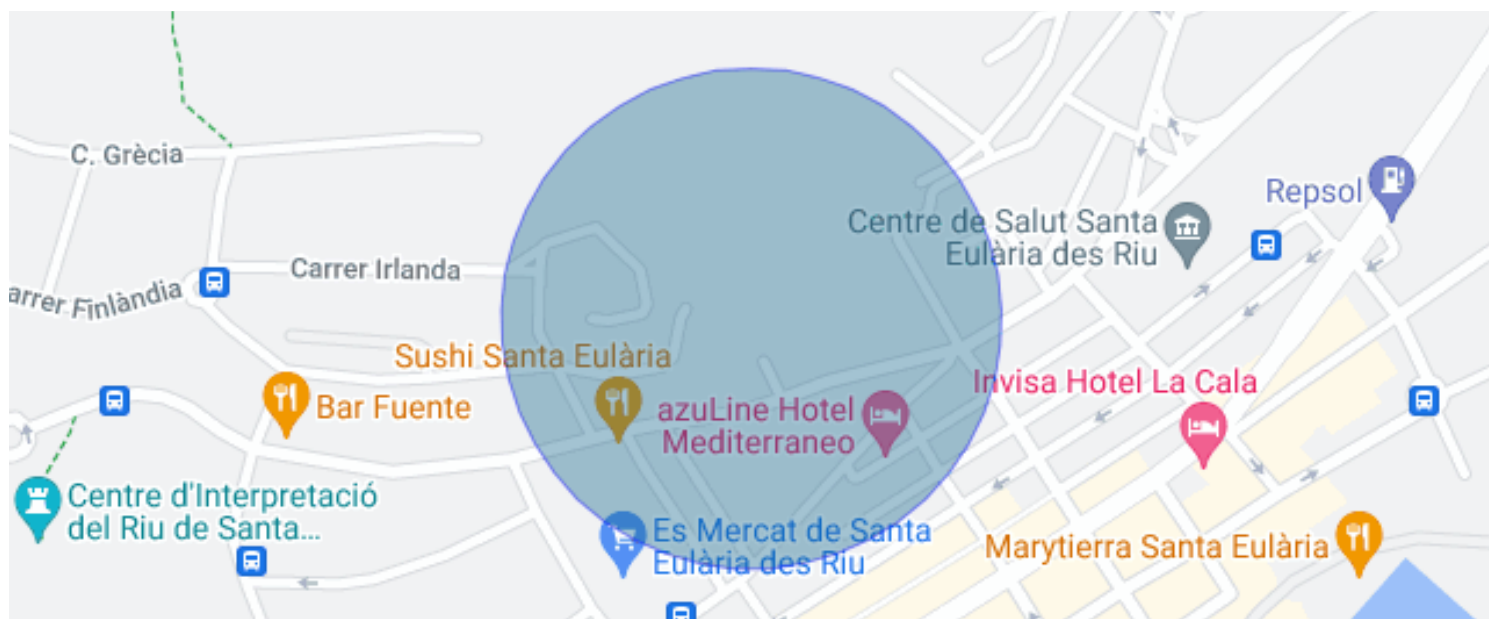 C. Grècia
Repsol
Centre de Salut Santa
Eulària des Riu
Carrer Irlanda
arrer Finlàndia
Sushi Santa Eulària
Invisa Hotel La Cala
Bar Fuente
azuLine Hotel
Mediterraneo
Centre d'Interpretació
del Riu de Santa...
Es Mercat de Santa
Eulària des Riu
Marytierra Santa Eulària